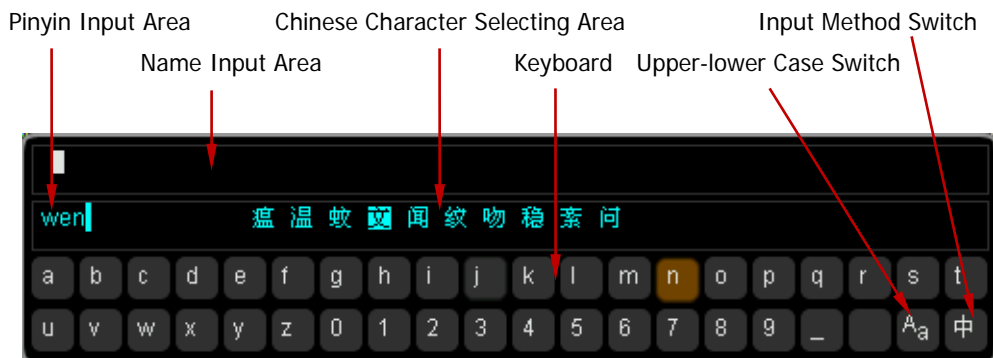 Pinyin Input Area Chinese Character Selecting Area Input Method Switch
Name Input Area Keyboard Upper-lower Case Switch
wen 瘟 温 蚊 文 闻 纹 吻 稳 紊 问
a b c d e f g h i j k l m n o p q r s t
u v w x y z 0 1 2 3 4 5 6 7 8 9 _ Aa 中